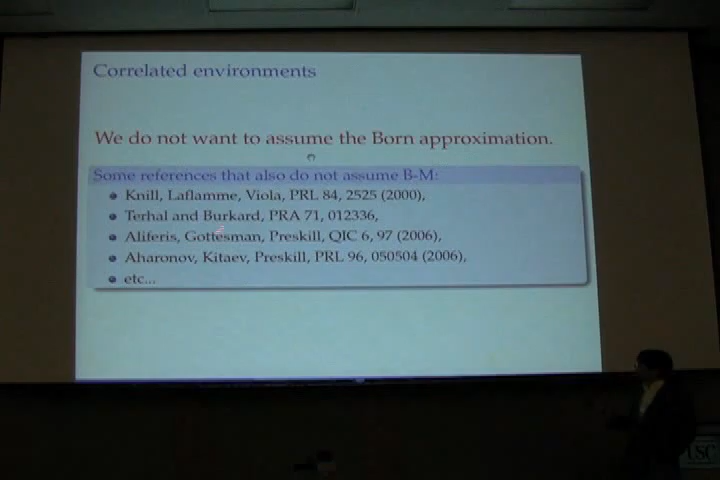 Correlated environments
We do not want to assume the Born approximation.
Some references that also do not assume B-M:
Knill, Laflamme, Viola, PRL 84, 2525 (2000),
Terhal and Burkard, PRA 71, 012336,
Aliferis, Gottesman, Preskill, QIC 6, 97 (2006),
Aharonov, Kitaev, Preskill, PRL 96, 050504 (2006),
etc...
USC